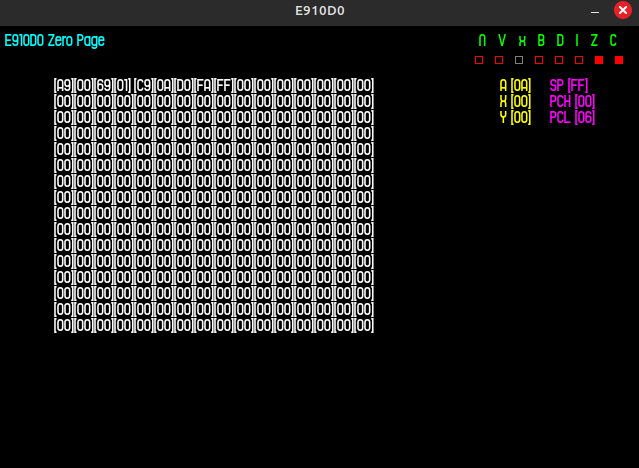 E910D0
E910D0 Zero Page
N V x B D I Z C
[A9][00][69][01] [C9][0A][D0][FA][FF][00][00][00][00][00][00][00] A [0A] SP [FF]
[00][00][00][00][00][00][00][00][00][00][00][00][00][00][00][00] X [00] PCH [00]
[00][00][00][00][00][00][00][00][00][00][00][00][00][00][00][00] Y [00] PCL [06]
[00][00][00][00][00][00][00][00][00][00][00][00][00][00][00][00]
[00][00][00][00][00][00][00][00][00][00][00][00][00][00][00][00]
[00][00][00][00][00][00][00][00][00][00][00][00][00][00][00][00]
[00][00][00][00][00][00][00][00][00][00][00][00][00][00][00][00]
[00][00][00][00][00][00][00][00][00][00][00][00][00][00][00][00]
[00][00][00][00][00][00][00][00][00][00][00][00][00][00][00][00]
[00][00][00][00][00][00][00][00][00][00][00][00][00][00][00][00]
[00][00][00][00][00][00][00][00][00][00][00][00][00][00][00][00]
[00][00][00][00][00][00][00][00][00][00][00][00][00][00][00][00]
[00][00][00][00][00][00][00][00][00][00][00][00][00][00][00][00]
[00][00][00][00][00][00][00][00][00][00][00][00][00][00][00][00]
[00][00][00][00][00][00][00][00][00][00][00][00][00][00][00][00]
[00][00][00][00][00][00][00][00][00][00][00][00][00][00][00][00]